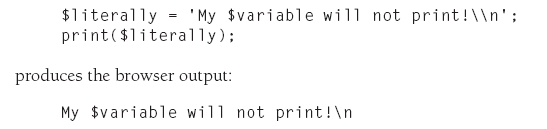 $literally = 'My $variable will not print!\\n';
print($literally);
produces the browser output:
My $variable will not print!\n